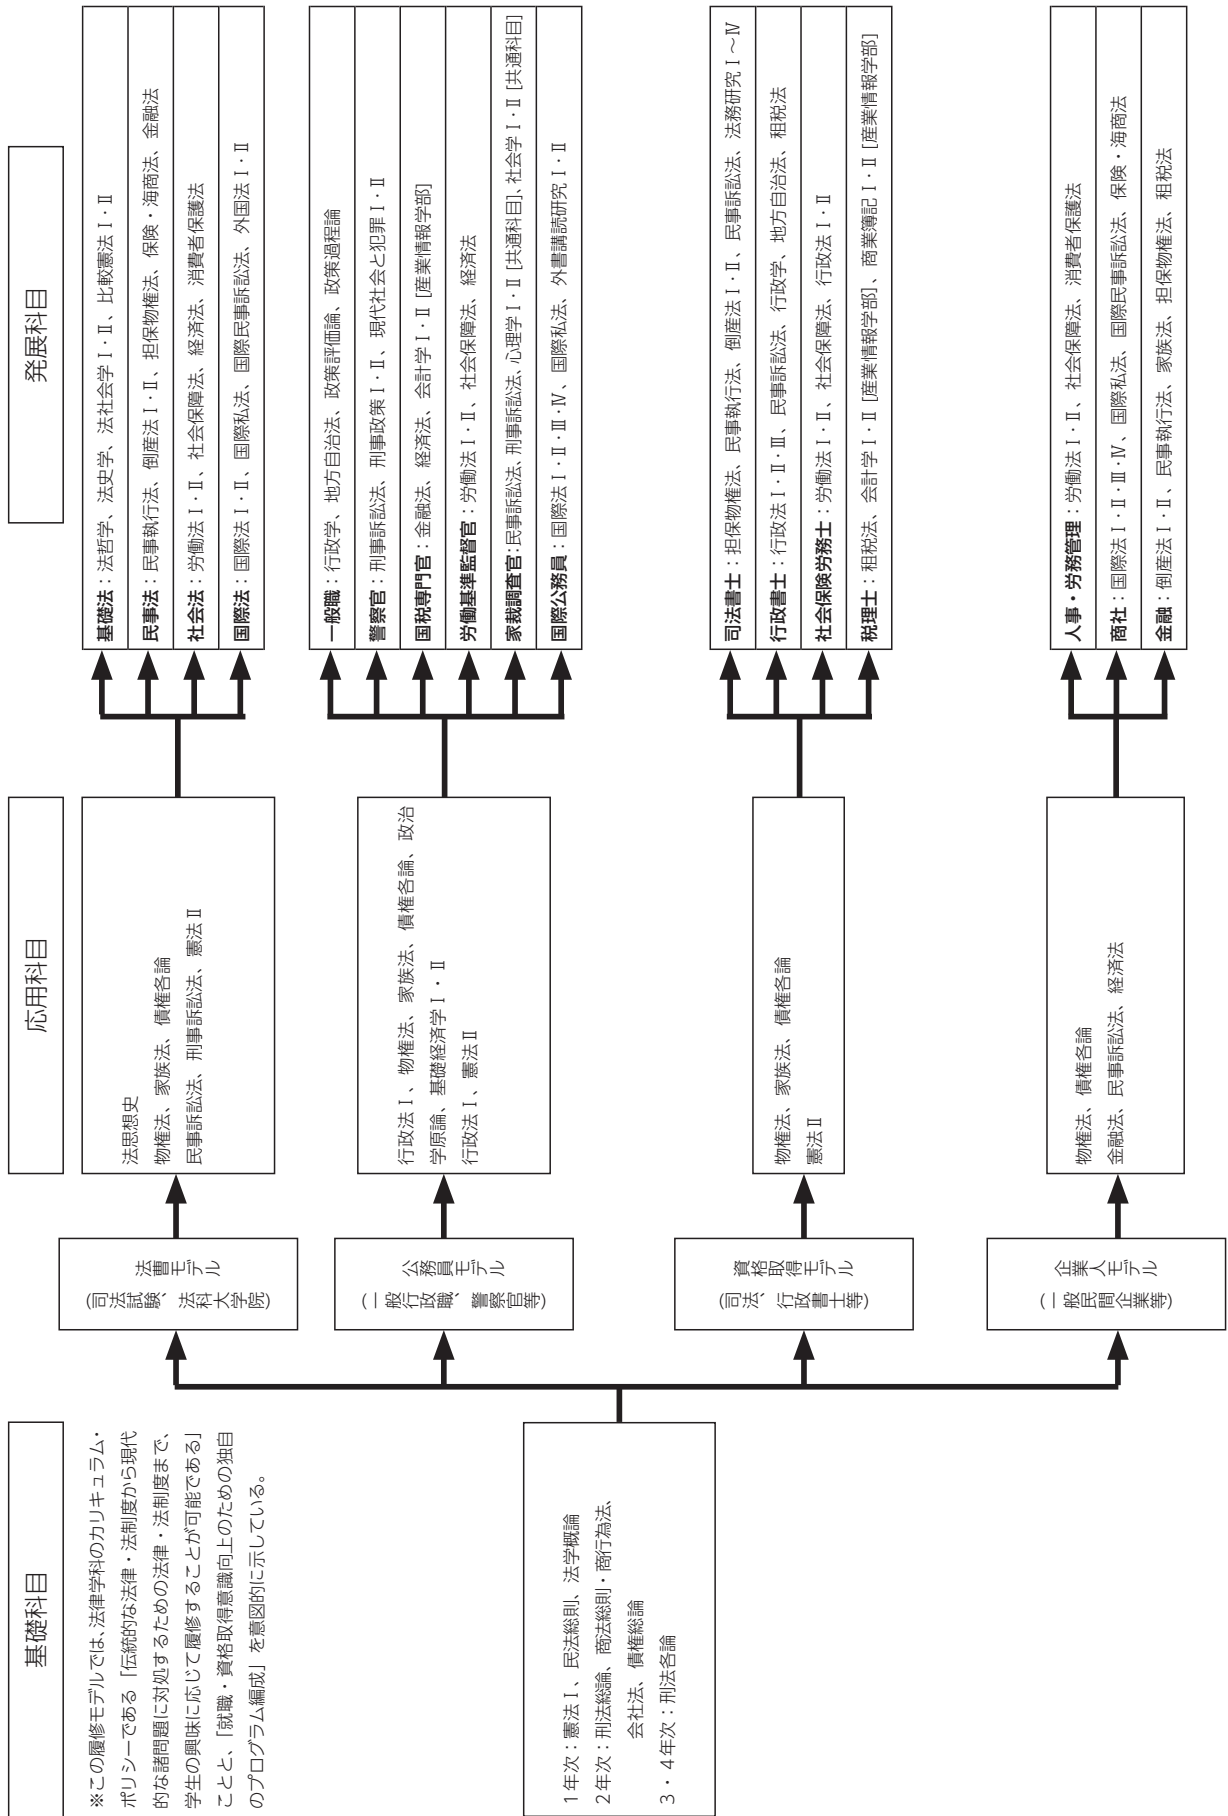 基礎科目
※この履修モデルでは、法律学科のカリキュラム・
ポリシーである「伝統的な法律・法制度から現代
的な諸問題に対処するための法律・法制度まで、
学生の興味に応じて履修することが可能である」
ことと、「就職・資格取得意識向上のための独自
のプログラム編成」を意図的に示している。
1年次：憲法Ⅰ、民法総則、法学概論
2年次：刑法総論、商法総則・商行為法、
会社法、債権総論
3・4年次：刑法各論
法曹モデル
(司法試験、法科大学院)
公務員モデル
(一般行政職、警察官等)
資格取得モデル
(司法、行政書士等)
企業人モデル
(一般民間企業等)
応用科目
法思想史
物権法、家族法、債権各論
民事訴訟法、刑事訴訟法、憲法Ⅱ
行政法Ⅰ、物権法、家族法、債権各論、政治
学原論、基礎経済学Ⅰ・Ⅱ
行政法Ⅰ、憲法Ⅱ
物権法、家族法、債権各論
憲法Ⅱ
物権法、債権各論
金融法、民事訴訟法、経済法
発展科目
基礎法：法哲学、法史学、法社会学Ⅰ・Ⅱ、比較憲法Ⅰ・Ⅱ
民事法：民事執行法、倒産法Ⅰ・Ⅱ、担保物権法、保険・海商法、金融法
社会法：労働法Ⅰ・Ⅱ、社会保障法、経済法、消費者保護法
国際法：国際法Ⅰ・Ⅱ、国際私法、国際民事訴訟法、外国法Ⅰ・Ⅱ
一般職：行政学、地方自治法、政策評価論、政策過程論
警察官：刑事訴訟法、刑事政策Ⅰ・Ⅱ、現代社会と犯罪Ⅰ・Ⅱ
国税専門官：金融法、経済法、会計学Ⅰ・Ⅱ [産業情報学部]
労働基準監督官：労働法Ⅰ・Ⅱ、社会保障法、経済法
家裁調査官：民事訴訟法、刑事訴訟法、心理学Ⅰ・Ⅱ [共通科目]、社会学Ⅰ・Ⅱ [共通科目]
国際公務員：国際法Ⅰ・Ⅱ・Ⅲ・Ⅳ、国際私法、外書講読研究Ⅰ・Ⅱ
司法書士：担保物権法、民事執行法、倒産法Ⅰ・Ⅱ、民事訴訟法、法務研究Ⅰ～Ⅳ
行政書士：行政法Ⅰ・Ⅱ・Ⅲ、民事訴訟法、行政学、地方自治法、租税法
社会保険労務士：労働法Ⅰ・Ⅱ、社会保障法、行政法Ⅰ・Ⅱ
税理士：租税法、会計学Ⅰ・Ⅱ [産業情報学部]、商業簿記Ⅰ・Ⅱ [産業情報学部]
人事・労務管理：労働法Ⅰ・Ⅱ、社会保障法、消費者保護法
商社：国際法Ⅰ・Ⅱ・Ⅲ・Ⅳ、国際私法、国際民事訴訟法、保険・海商法
金融：倒産法Ⅰ・Ⅱ、民事執行法、家族法、担保物権法、租税法